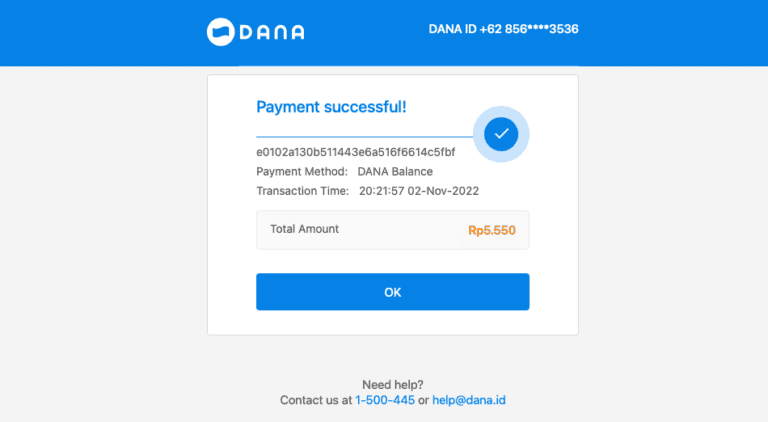 DANA
DANA ID +62 856****3536
Payment successful!
e0102a130b511443e6a516f6614c5fbf
Payment Method: DANA Balance
Transaction Time: 20:21:57 02-Nov-2022
Total Amount Rp5.550
OK
Need help?
Contact us at 1-500-445 or help@dana.id